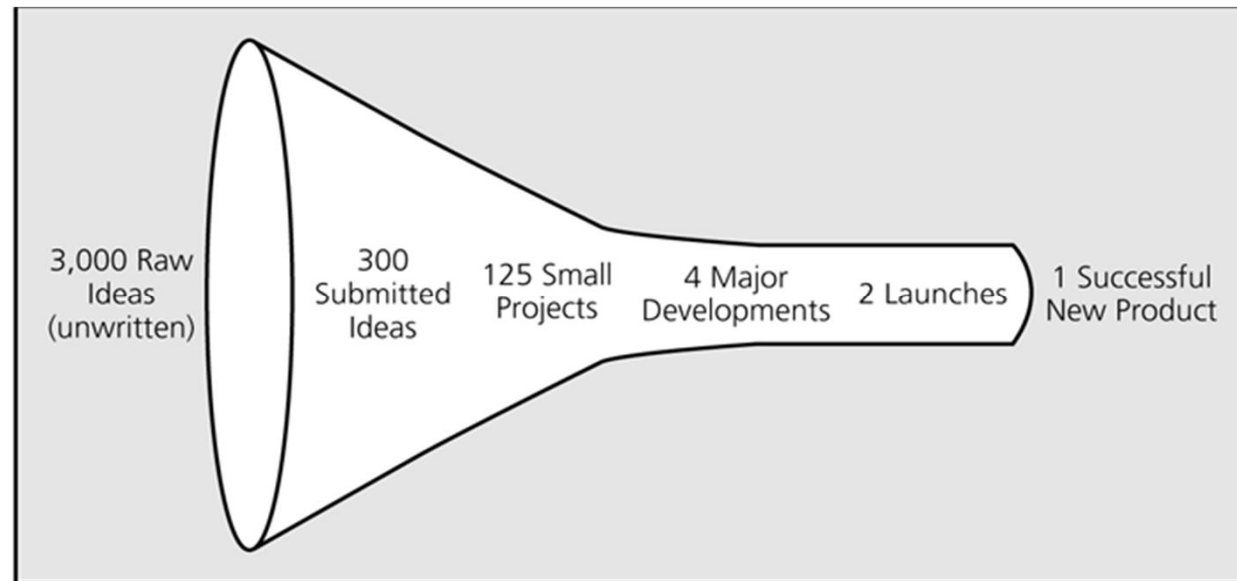 3,000 Raw
Ideas
(unwritten)
300
Submitted
Ideas
125 Small
Projects
4 Major
Developments
2 Launches
1 Successful
New Product